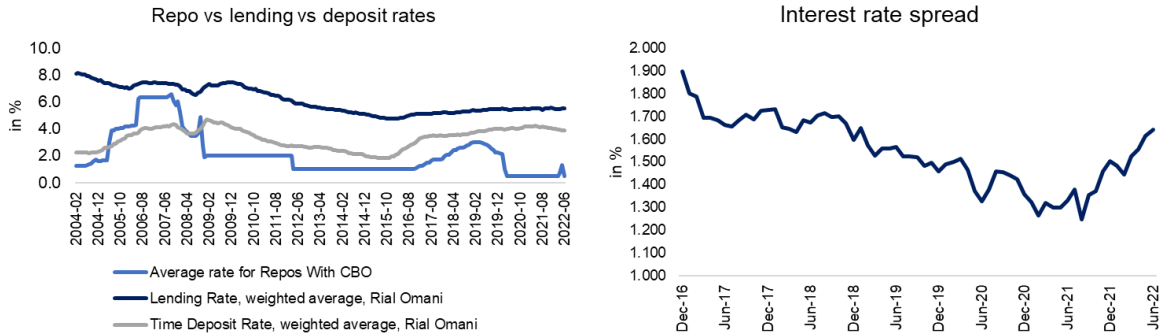 Repo vs lending vs deposit rates
in %
10.0
8.0
6.0
4.0
2.0
0.0
2004-02
2004-12
2005-10
2006-08
2007-06
2008-04
2009-02
2009-12
2010-10
2011-08
2012-06
2013-04
2014-02
2014-12
2015-10
2016-08
2017-06
2018-04
2019-02
2019-12
2020-10
2021-08
2022-06
Average rate for Repos With CBO
Lending Rate, weighted average, Rial Omani
Time Deposit Rate, weighted average, Rial Omani
Interest rate spread
in %
2.000
1.900
1.800
1.700
1.600
1.500
1.400
1.300
1.200
1.100
1.000
Dec-16
Jun-17
Dec-17
Jun-18
Dec-18
Jun-19
Dec-19
Jun-20
Dec-20
Jun-21
Dec-21
Jun-22